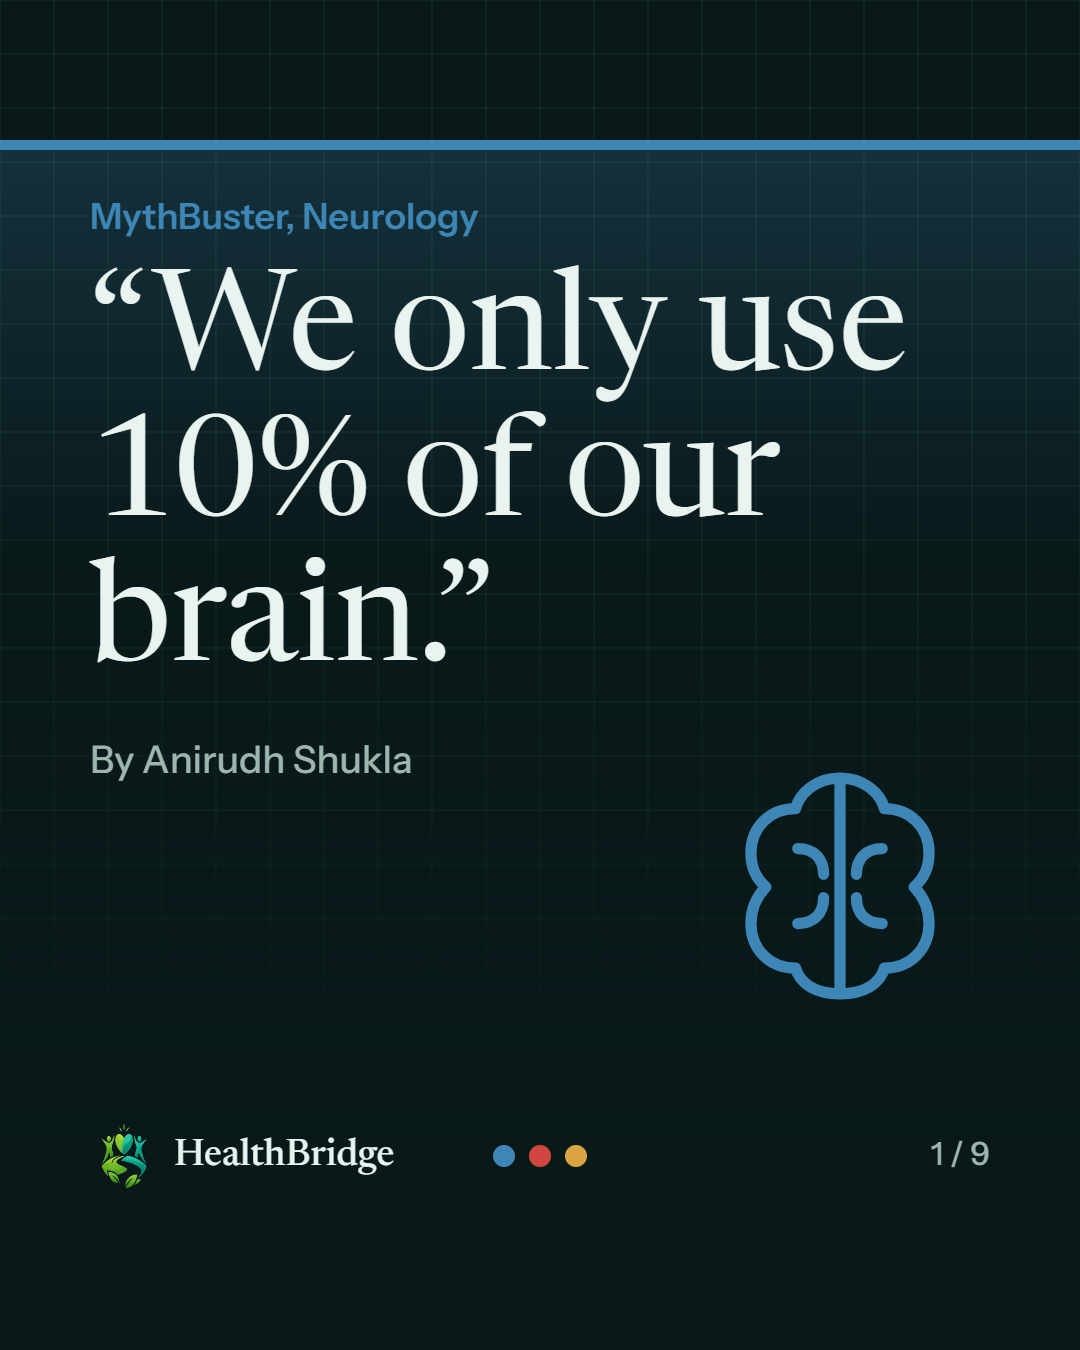 MythBuster, Neurology
“We only use
10% of our
brain.”
By Anirudh Shukla
HealthBridge
1 / 9